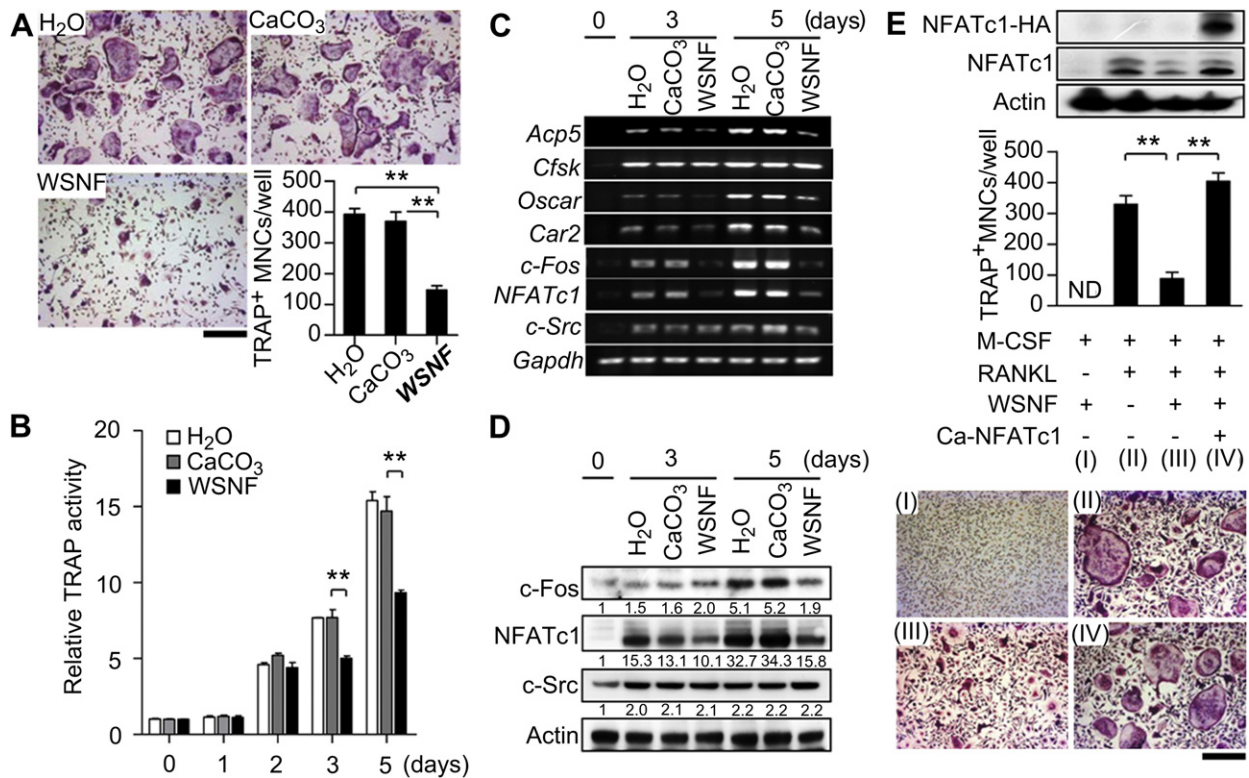 A
H₂O
CaCO₃
WSNF
TRAP⁺ MNCs/well
500
400
300
200
100
0
**
**
H₂O
CaCO₃
WSNF
B
Relative TRAP activity
20
15
10
5
0
H₂O
CaCO₃
WSNF
**
**
0 1 2 3 5 (days)
C
0 3 5 (days)
H₂O CaCO₃ WSNF H₂O CaCO₃ WSNF
Acp5
Cfsk
Oscar
Car2
c-Fos
NFATc1
c-Src
Gapdh
D
0 3 5 (days)
H₂O CaCO₃ WSNF H₂O CaCO₃ WSNF
c-Fos
1 1.5 1.6 2.0 5.1 5.2 1.9
NFATc1
1 15.3 13.1 10.1 32.7 34.3 15.8
c-Src
1 2.0 2.1 2.1 2.2 2.2 2.2
Actin
E
NFATc1-HA
NFATc1
Actin
TRAP⁺MNCs/well
500
400
300
200
100
0
** **
ND
M-CSF + + + +
RANKL - + + +
WSNF + - + +
Ca-NFATc1 - - - +
(I) (II) (III) (IV)
(I) (II)
(III) (IV)